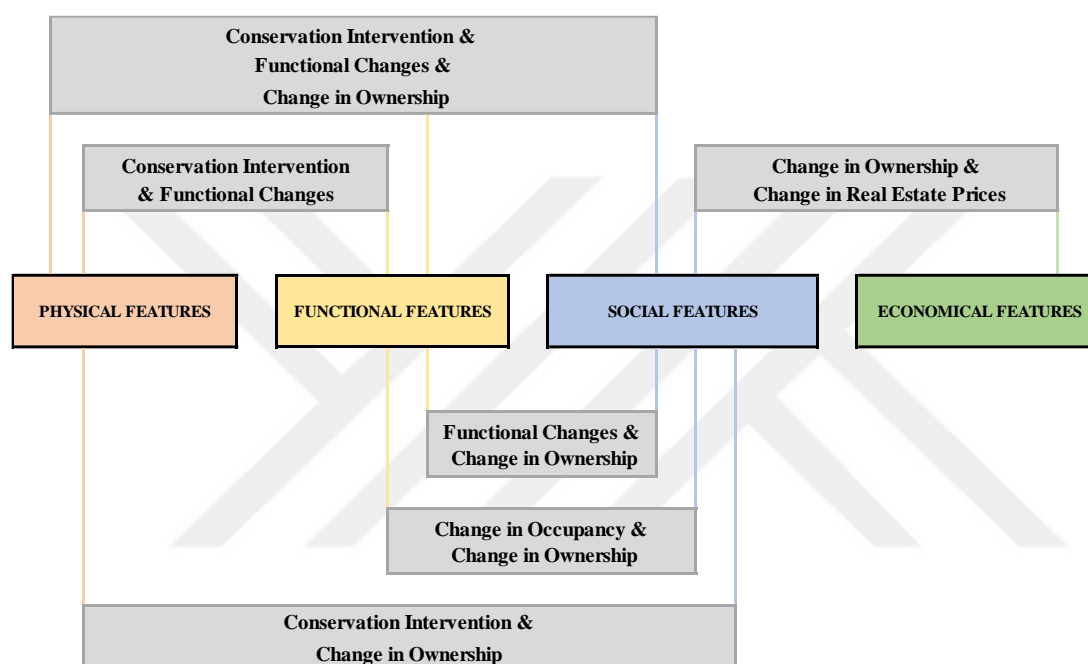 Conservation Intervention &
Functional Changes &
Change in Ownership
Conservation Intervention
& Functional Changes
Change in Ownership &
Change in Real Estate Prices
PHYSICAL FEATURES
FUNCTIONAL FEATURES
SOCIAL FEATURES
ECONOMICAL FEATURES
Functional Changes &
Change in Ownership
Change in Occupancy &
Change in Ownership
Conservation Intervention &
Change in Ownership